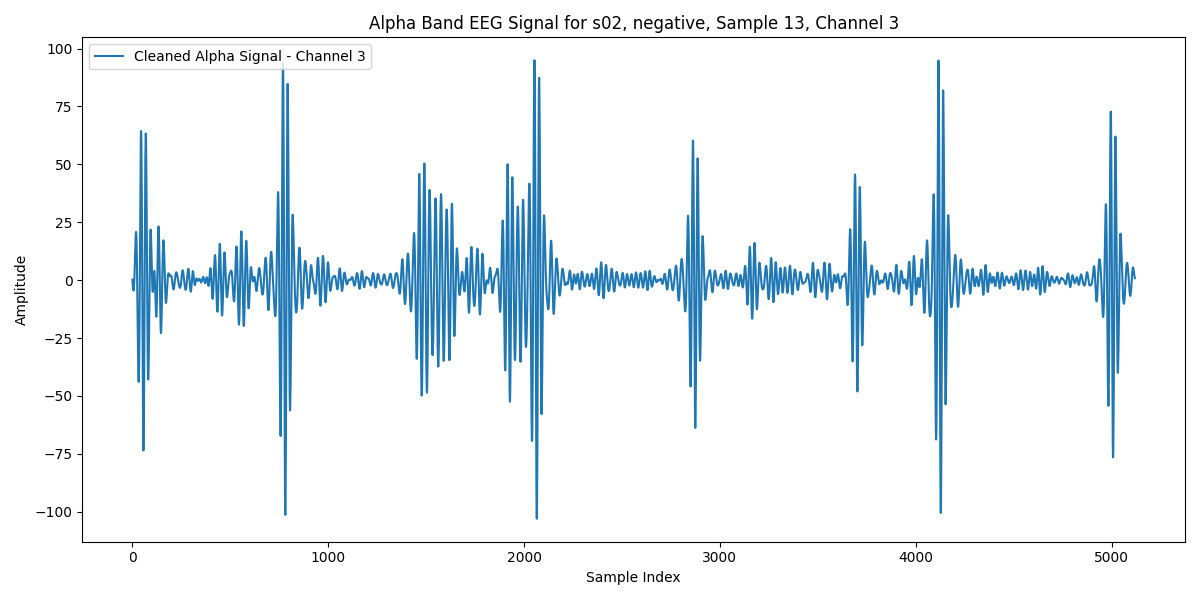 Alpha Band EEG Signal for s02, negative, Sample 13, Channel 3
Cleaned Alpha Signal - Channel 3
100
75
50
25
0
−25
−50
−75
−100
Amplitude
0 1000 2000 3000 4000 5000
Sample Index